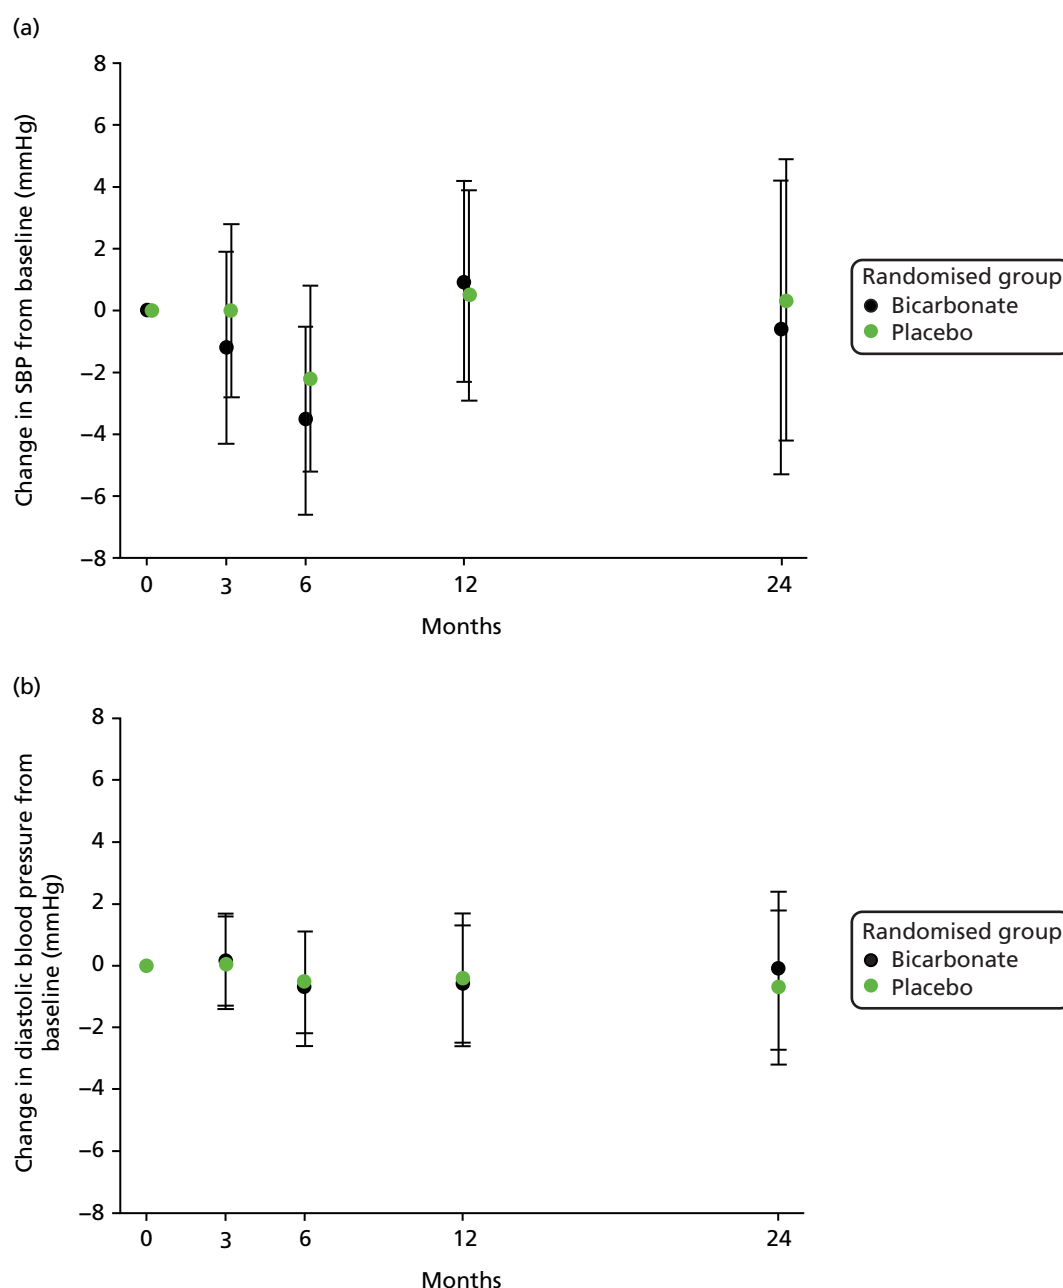 (a)
8
6
4
2
0
–2
–4
–6
–8
Change in SBP from baseline (mmHg)
0
3
6
12
24
Months
Randomised group
Bicarbonate
Placebo
(b)
8
6
4
2
0
–2
–4
–6
–8
Change in diastolic blood pressure from
baseline (mmHg)
0
3
6
12
24
Months
Randomised group
Bicarbonate
Placebo